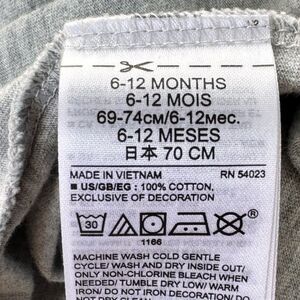 6-12 MONTHS
6-12 MOIS
69-74см/6-12мес.
6-12 MESES
日本 70 CM
MADE IN VIETNAM RN 54023
■ US/GB/EG : 100% COTTON,
EXCLUSIVE OF DECORATION
30
1166
MACHINE WASH COLD GENTLE
CYCLE/ WASH AND DRY INSIDE OUT/
ONLY NON-CHLORINE BLEACH WHEN
NEEDED/ TUMBLE DRY LOW/ WARM
IRON/ DO NOT IRON DECORATION/ DO
NOT DRY